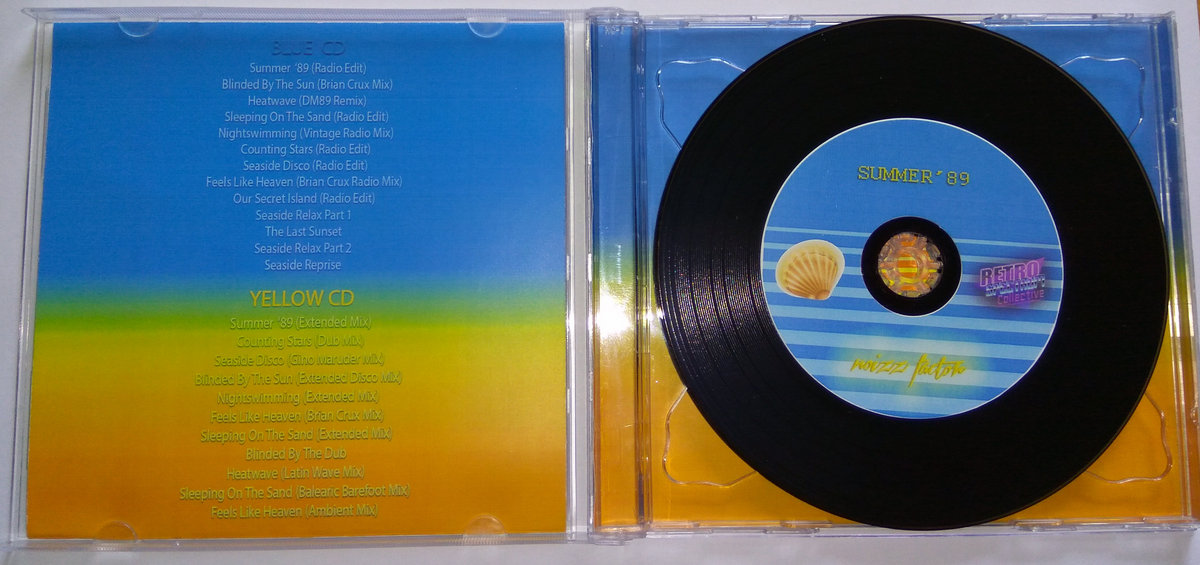 BLUE CD
Summer ´89 (Radio Edit)
Blinded By The Sun (Brian Crux Mix)
Heatwave (DM89 Remix)
Sleeping On The Sand (Radio Edit)
Nightswimming (Vintage Radio Mix)
Counting Stars (Radio Edit)
Seaside Disco (Radio Edit)
Feels Like Heaven (Brian Crux Radio Mix)
Our Secret Island (Radio Edit)
Seaside Relax Part 1
The Last Sunset
Seaside Relax Part 2
Seaside Reprise
YELLOW CD
Summer ´89 (Extended Mix)
Counting Stars (Dub Mix)
Seaside Disco (Gino Maruder Mix)
Blinded By The Sun (Extended Disco Mix)
Nightswimming (Extended Mix)
Feels Like Heaven (Brian Crux Mix)
Sleeping On The Sand (Extended Mix)
Blinded By The Dub
Heatwave (Latin Wave Mix)
Sleeping On The Sand (Balearic Barefoot Mix)
Feels Like Heaven (Ambient Mix)
SUMMER´89
RETRO
Collective
noizzz factor